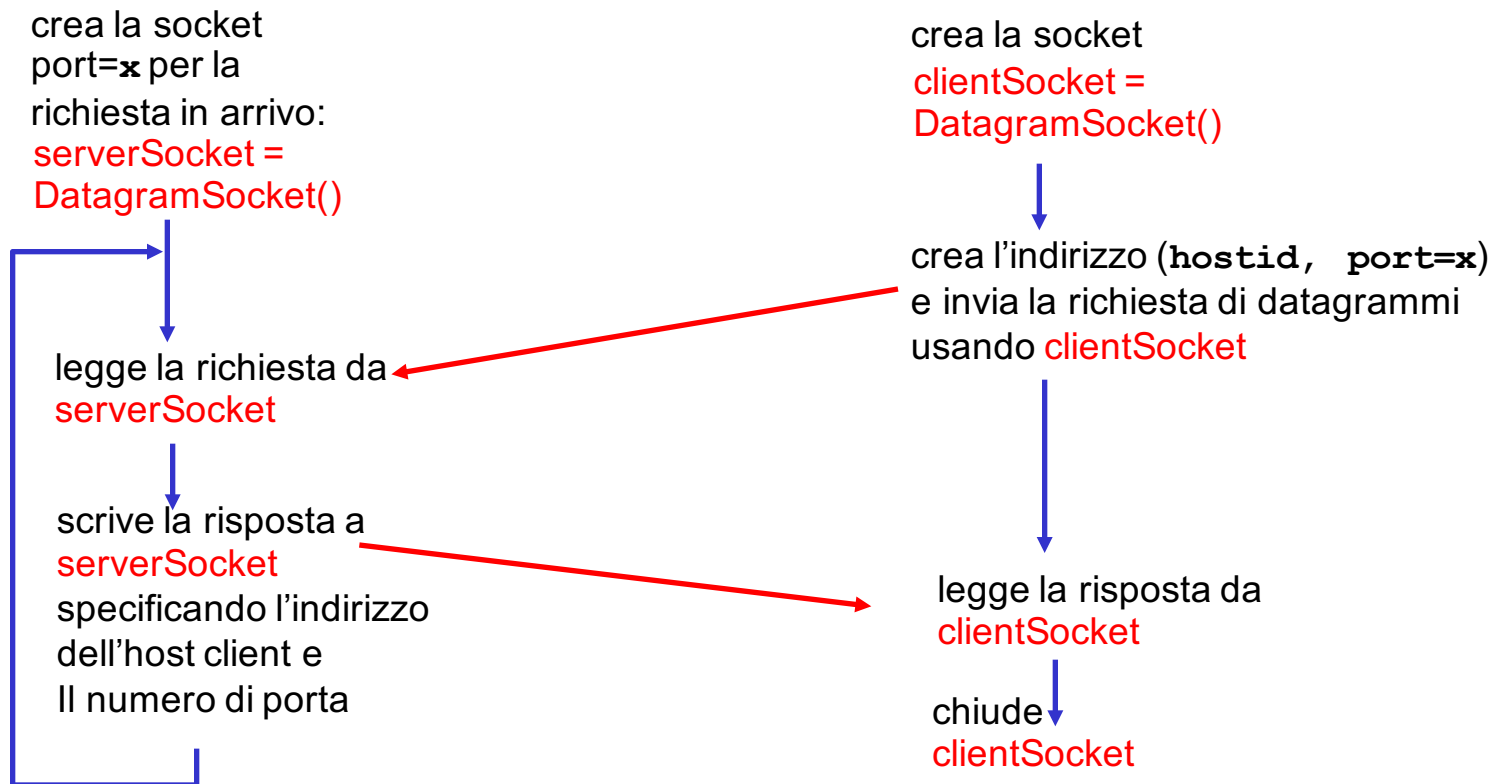 crea la socket
port=x per la
richiesta in arrivo:
serverSocket =
DatagramSocket()
legge la richiesta da
serverSocket
scrive la risposta a
serverSocket
specificando l’indirizzo
dell’host client e
Il numero di porta
crea la socket
clientSocket =
DatagramSocket()
crea l’indirizzo (hostid, port=x)
e invia la richiesta di datagrammi
usando clientSocket
legge la risposta da
clientSocket
chiude
clientSocket